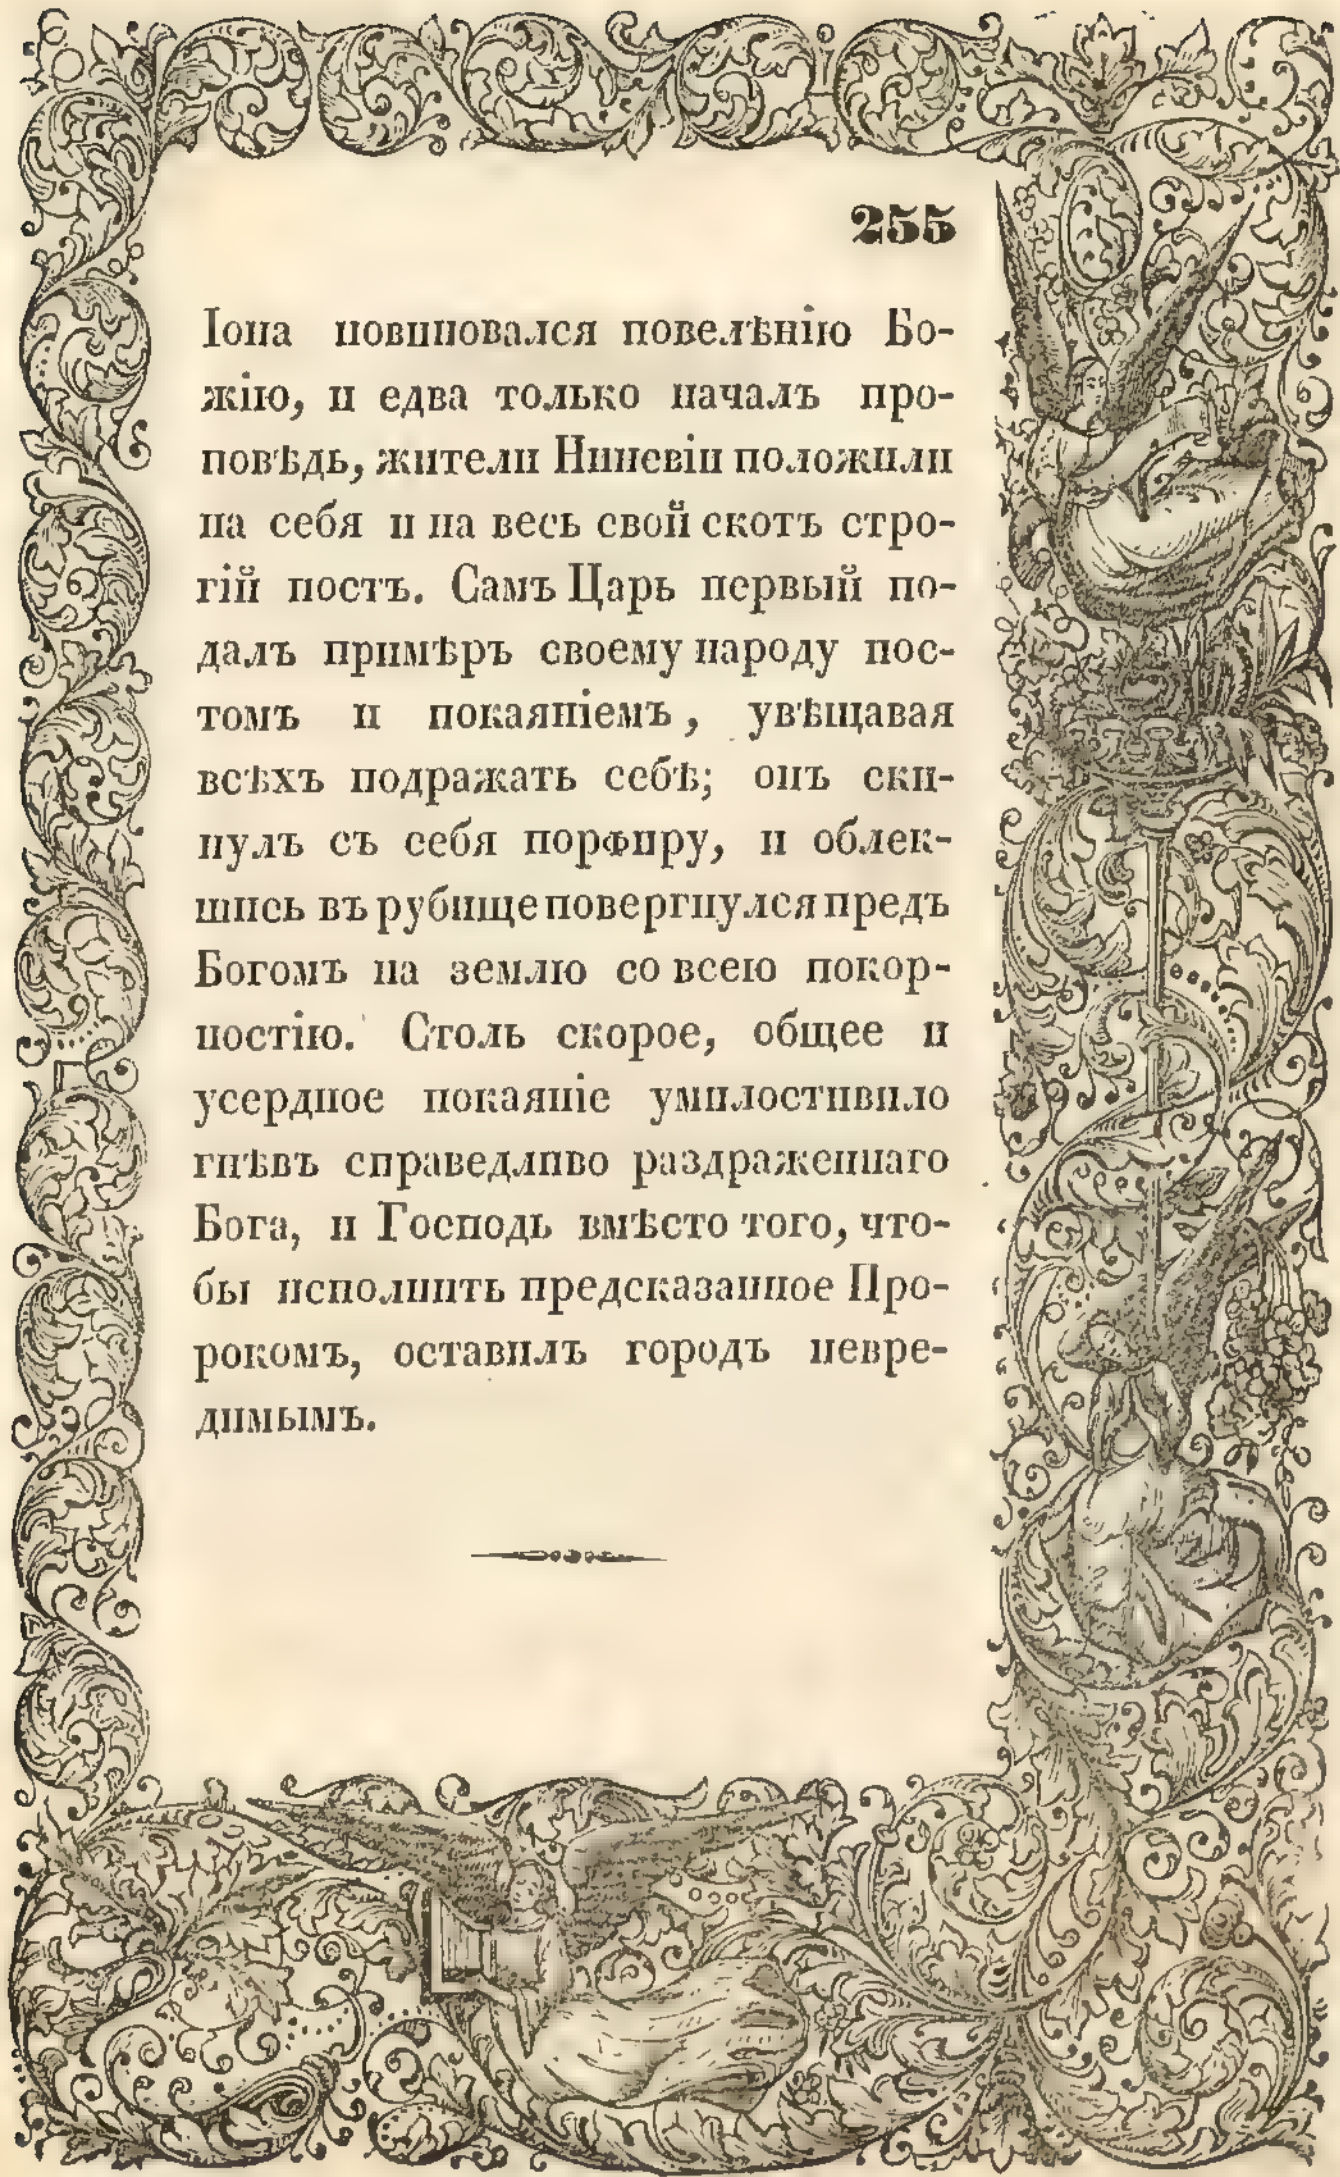 255
Іона повиновался повелѣнію Бо-
жію, и едва только началъ про-
повѣдь, жители Ниневіи положили
на себя и на весь свой скотъ стро-
гій постъ. Самъ Царь первый по-
далъ примѣръ своему народу пос-
томъ и покаяніемъ, увѣщавая
всѣхъ подражать себѣ; онъ ски-
нулъ съ себя порфиру, и облек-
шись въ рубище повергнулся предъ
Богомъ на землю со всею покор-
ностію. Столь скорое, общее и
усердное покаяніе умилостивило
гнѣвъ справедливо раздраженнаго
Бога, и Господь вмѣсто того, что-
бы исполнить предсказанное Про-
рокомъ, оставилъ городъ невре-
димымъ.